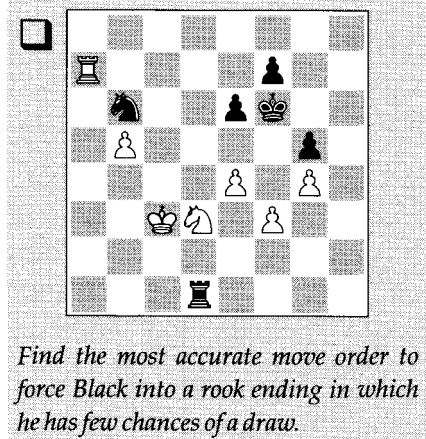 Find the most accurate move order to
force Black into a rook ending in which
he has few chances of a draw.